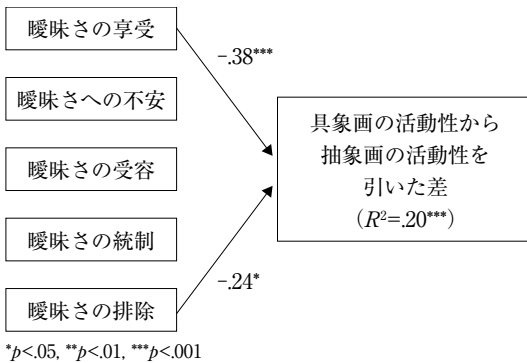 曖昧さの享受
曖昧さへの不安
曖昧さの受容
曖昧さの統制
曖昧さの排除
-.38***
-.24*
具象画の活動性から
抽象画の活動性を
引いた差
（R²=.20***）
*p<.05, **p<.01, ***p<.001